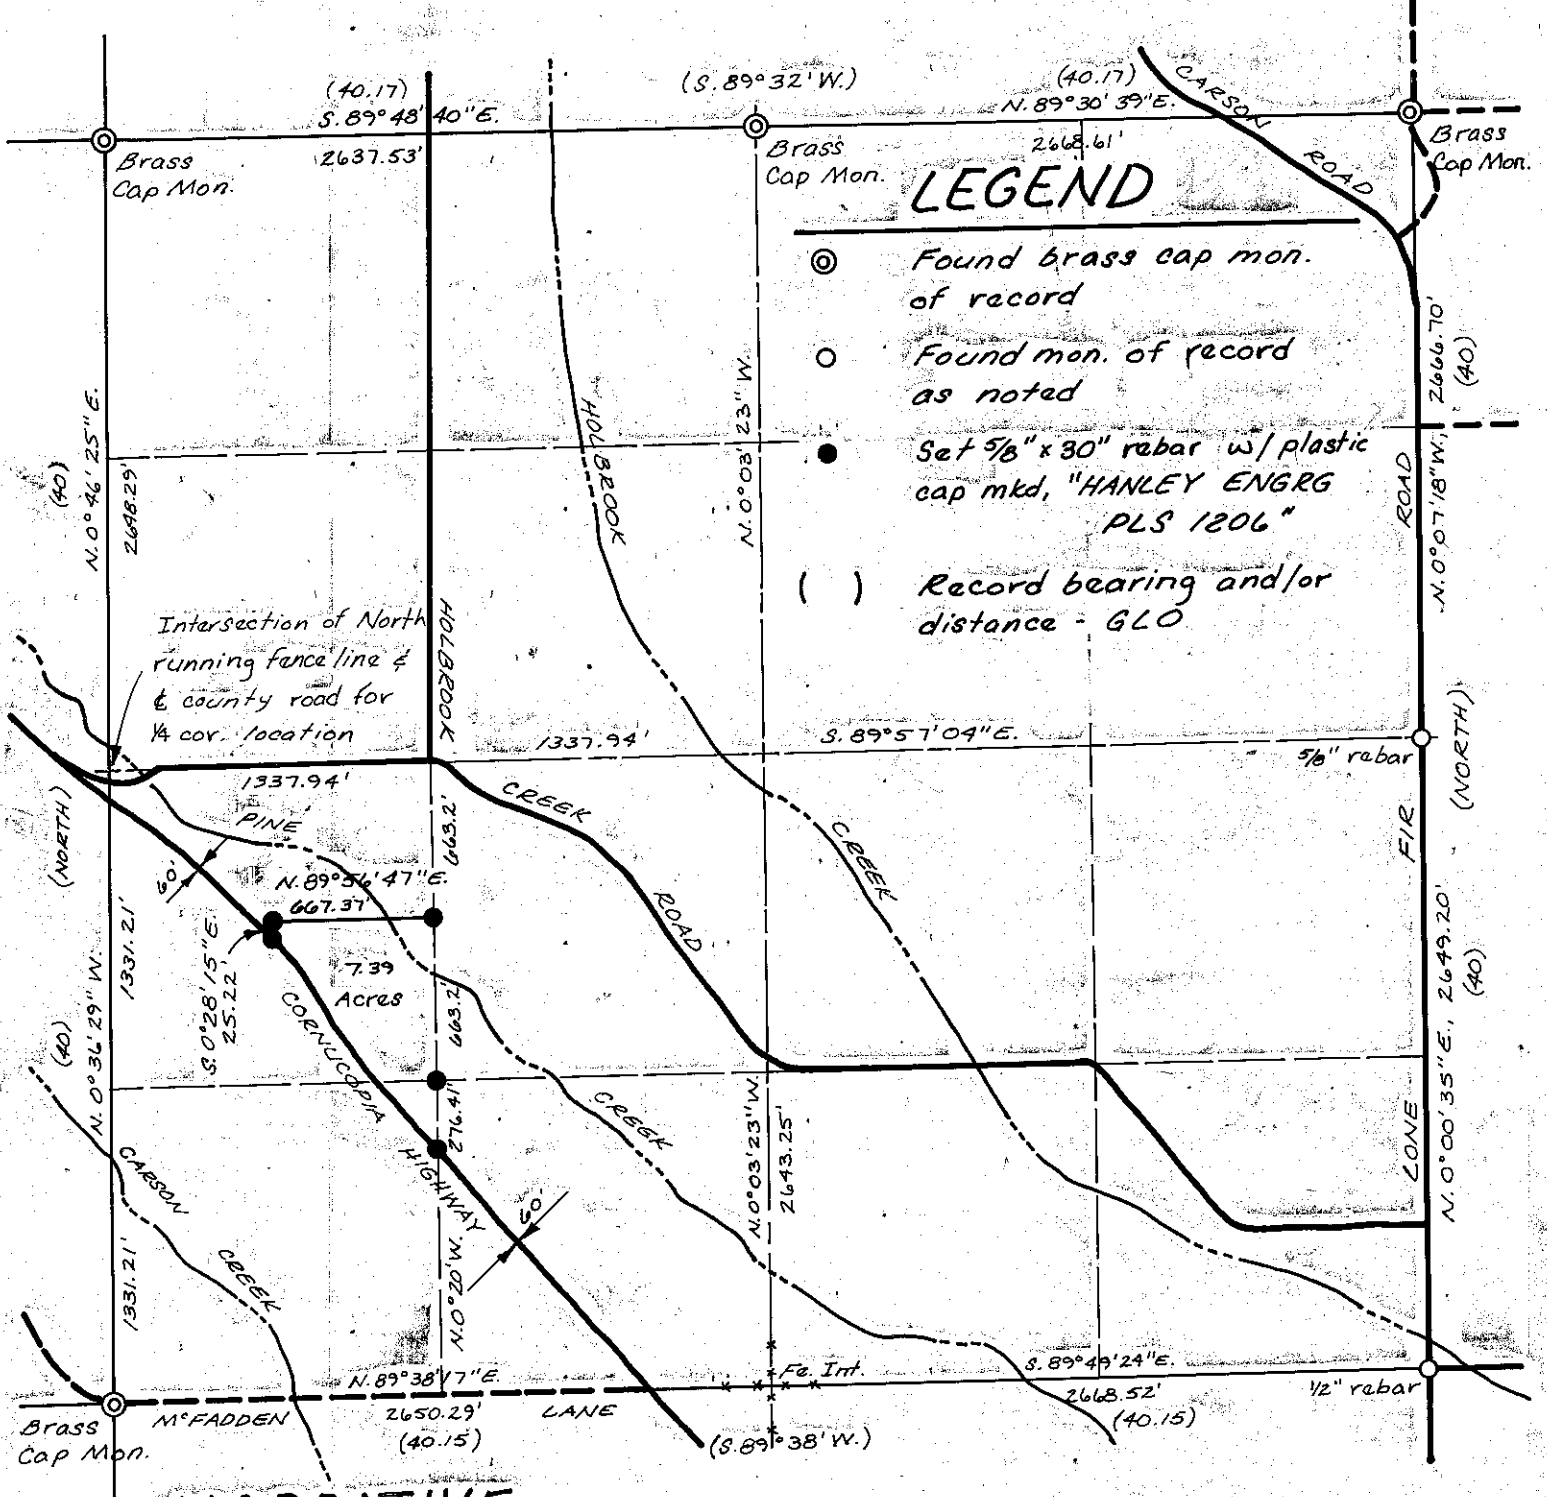 (40.17)
S. 89° 48' 40" E.
2637.53'
(S. 89° 32' W.)
(40.17)
N. 89° 30' 39" E.
2668.61'
CARSON
ROAD
Brass
Cap Mon.
Brass
Cap Mon.
Brass
Cap Mon.
LEGEND
Found brass cap mon.
of record
Found mon. of record
as noted
Set 5/8" x 30" rebar w/ plastic
cap mkd, "HANLEY ENGRG
PLS 1206"
( ) Record bearing and/or
distance - GLO
(40)
N. 0° 46' 25" E.
2648.29'
HOLBROOK
N. 0° 03' 23" W.
2666.70'
(40)
N. 0° 07' 18" W.,
ROAD
Intersection of North
running fence line &
℄ county road for
1/4 cor. location
HOLBROOK
1337.94'
S. 89° 57' 04" E.
5/8" rebar
(NORTH)
1337.94'
CREEK
PINE
663.2'
CREEK
FIR
(NORTH)
60'
N. 89° 56' 47" E.
667.37'
ROAD
1331.21'
S. 0° 28' 15" E.
25.22'
7.39
Acres
663.2'
N. 0° 00' 35" E., 2649.20'
(40)
N. 0° 36' 29" W.
(40)
CORNUCOPIA
276.41'
CREEK
N. 0° 03' 23" W.
2643.25'
LONE
HIGHWAY
CARSON
60'
CREEK
1331.21'
N. 0° 20' W.
N. 89° 38' 17" E.
Fe. Int.
S. 89° 49' 24" E.
2668.52'
(40.15)
1/2" rebar
Brass
Cap Mon.
McFADDEN
2650.29'
(40.15)
LANE
(S. 89° 38' W.)